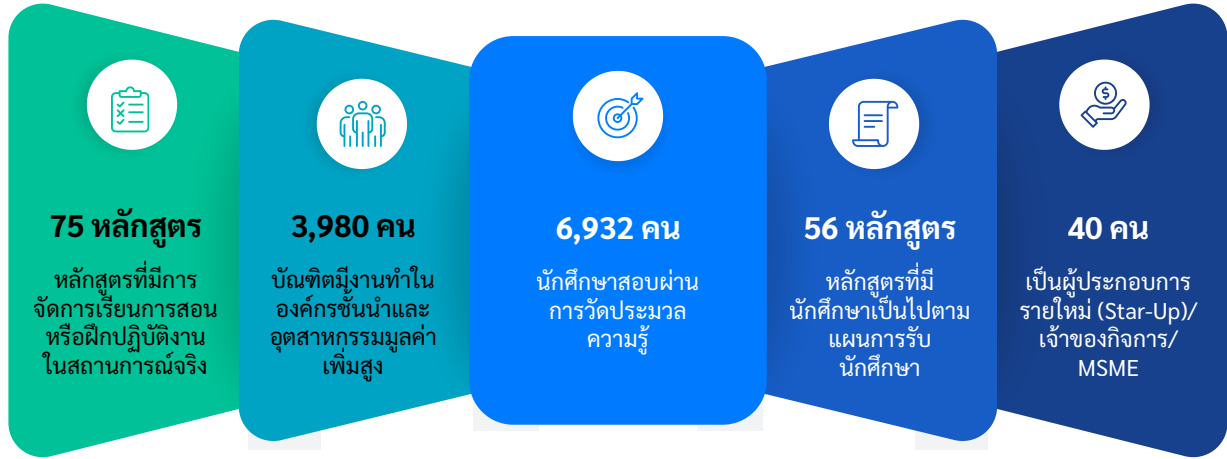 75 หลักสูตร
หลักสูตรที่มีการ
จัดการเรียนการสอน
หรือฝึกปฏิบัติงาน
ในสถานการณ์จริง
3,980 คน
บัณฑิตมีงานทำใน
องค์กรชั้นนำและ
อุตสาหกรรมมูลค่า
เพิ่มสูง
6,932 คน
นักศึกษาสอบผ่าน
การวัดประมวล
ความรู้
56 หลักสูตร
หลักสูตรที่มี
นักศึกษาเป็นไปตาม
แผนการรับ
นักศึกษา
40 คน
เป็นผู้ประกอบการ
รายใหม่ (Star-Up)/
เจ้าของกิจการ/
MSME